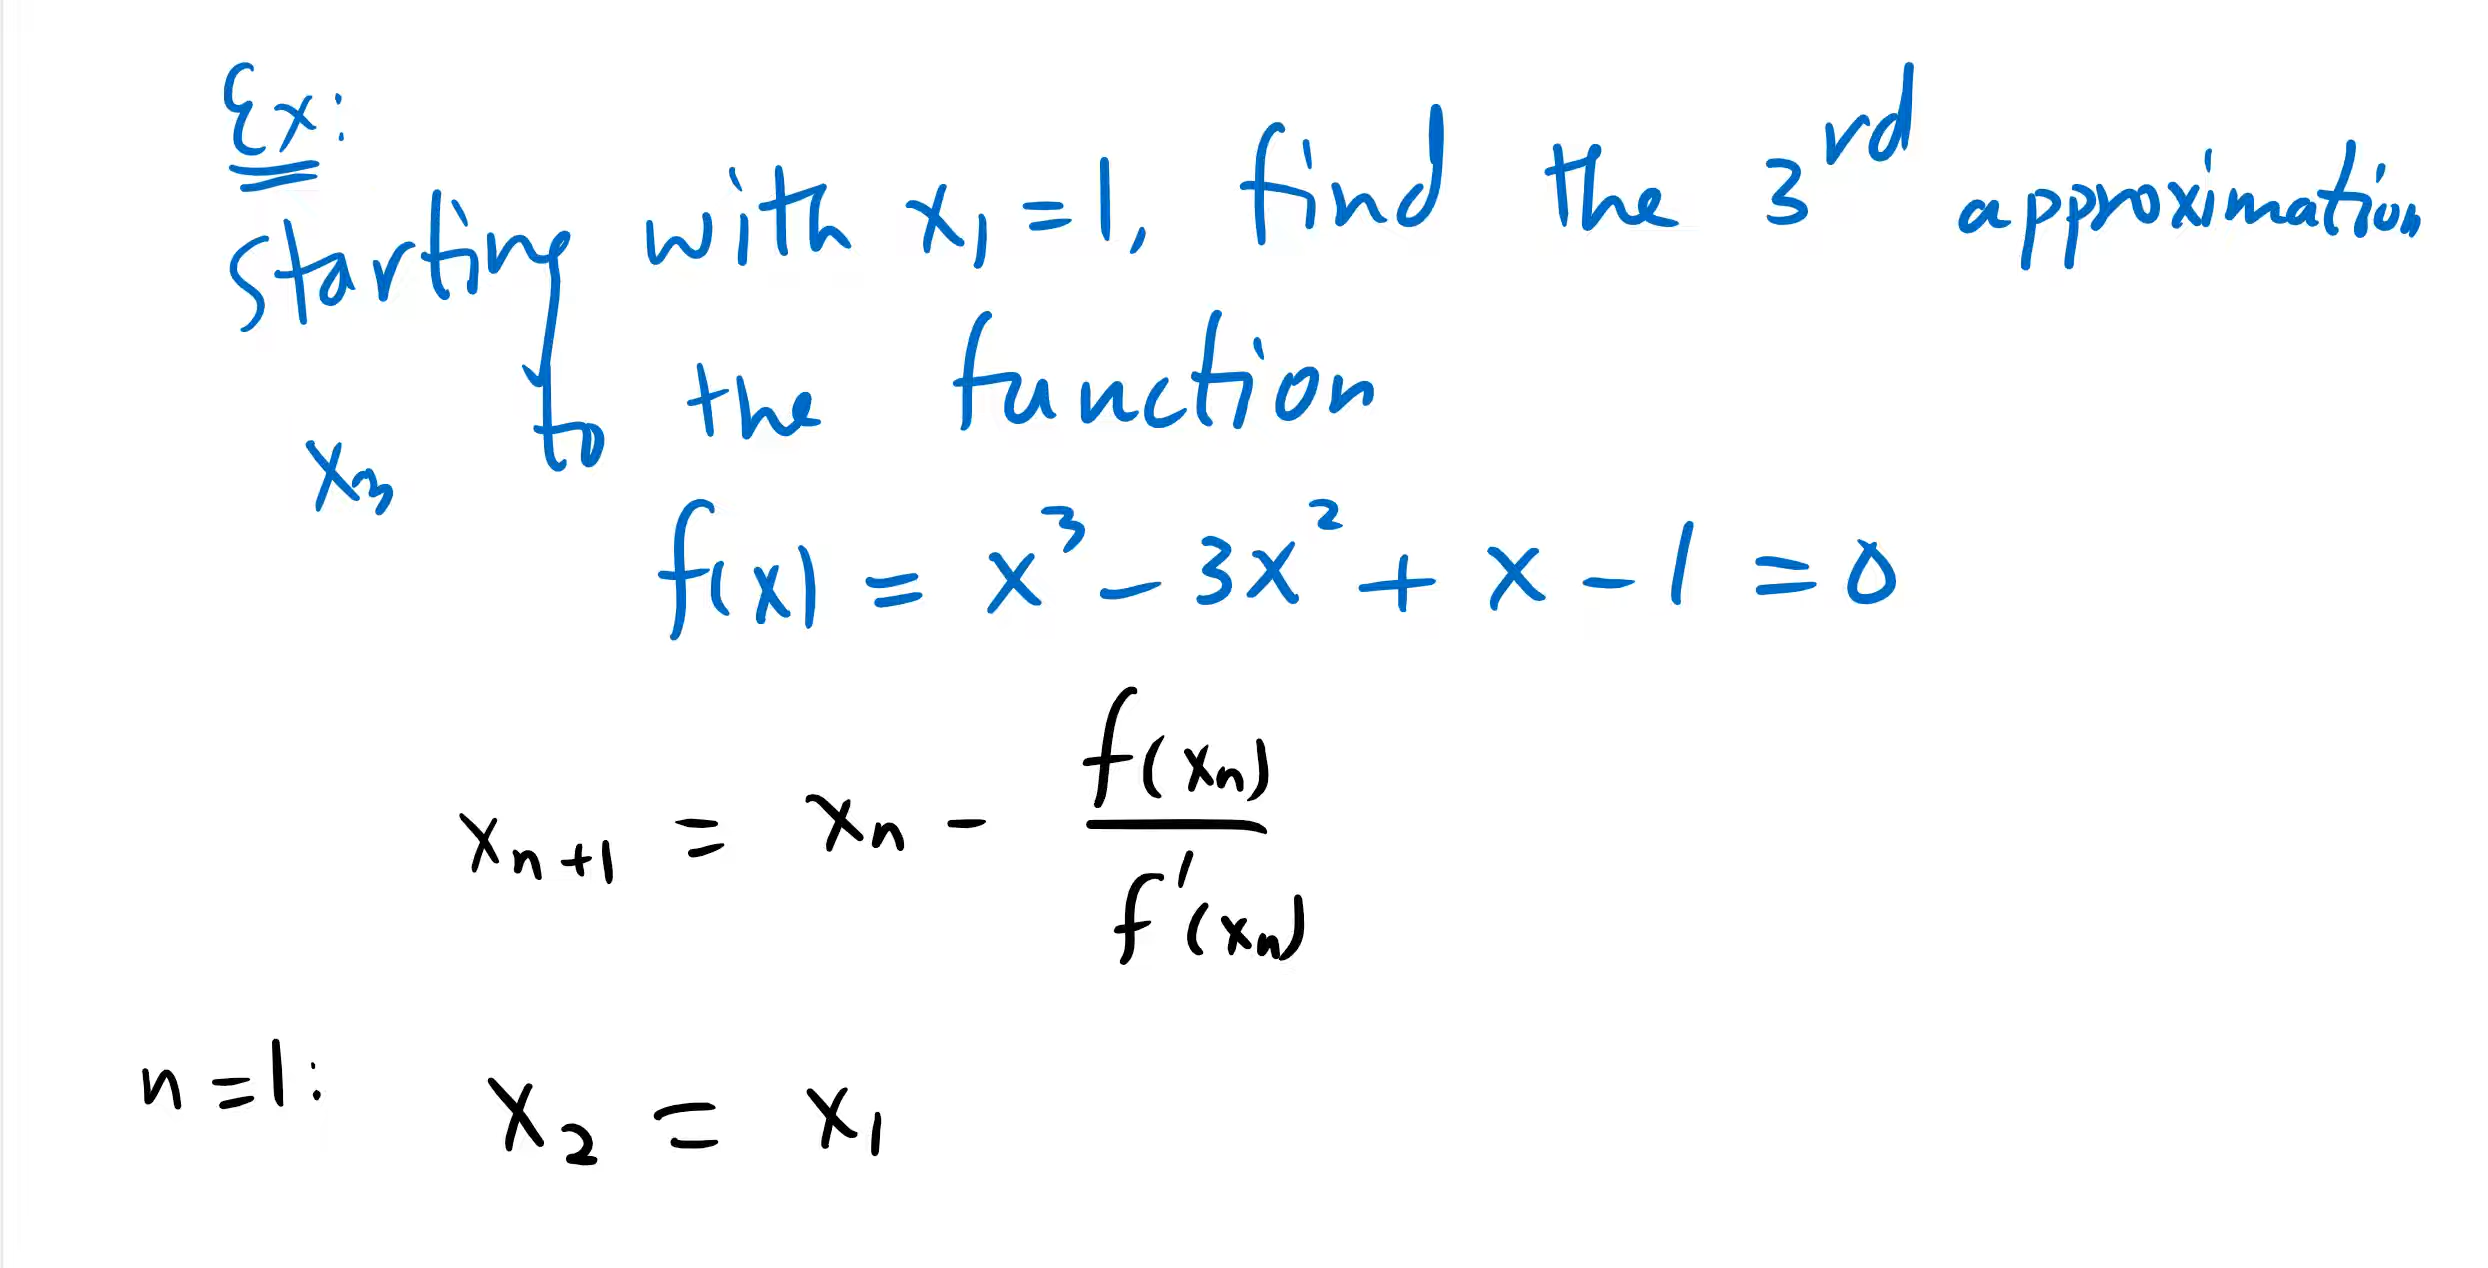 Ex:
starting with x₁ = 1, find the 3ʳᵈ approximation
x₃ to the function
f(x) = x³ - 3x² + x - 1 = 0
xₙ₊₁ = xₙ - f(xₙ) / f'(xₙ)
n = 1: x₂ = x₁